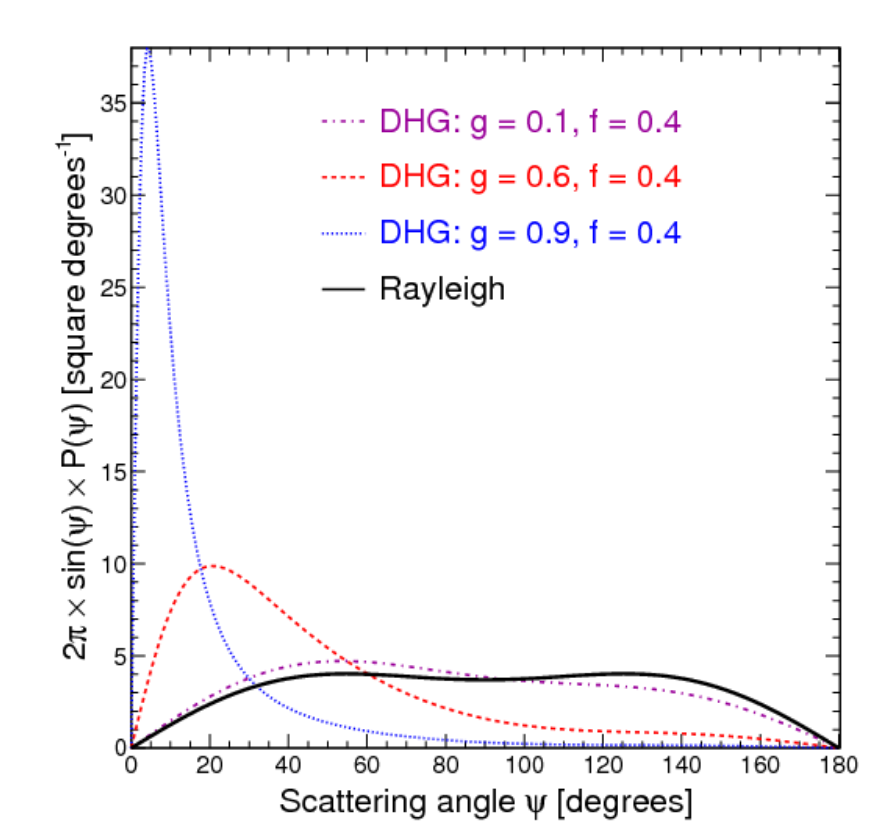 2π × sin(ψ) × P(ψ) [square degrees⁻¹]
35
30
25
20
15
10
5
0
DHG: g = 0.1, f = 0.4
DHG: g = 0.6, f = 0.4
DHG: g = 0.9, f = 0.4
Rayleigh
0 20 40 60 80 100 120 140 160 180
Scattering angle ψ [degrees]